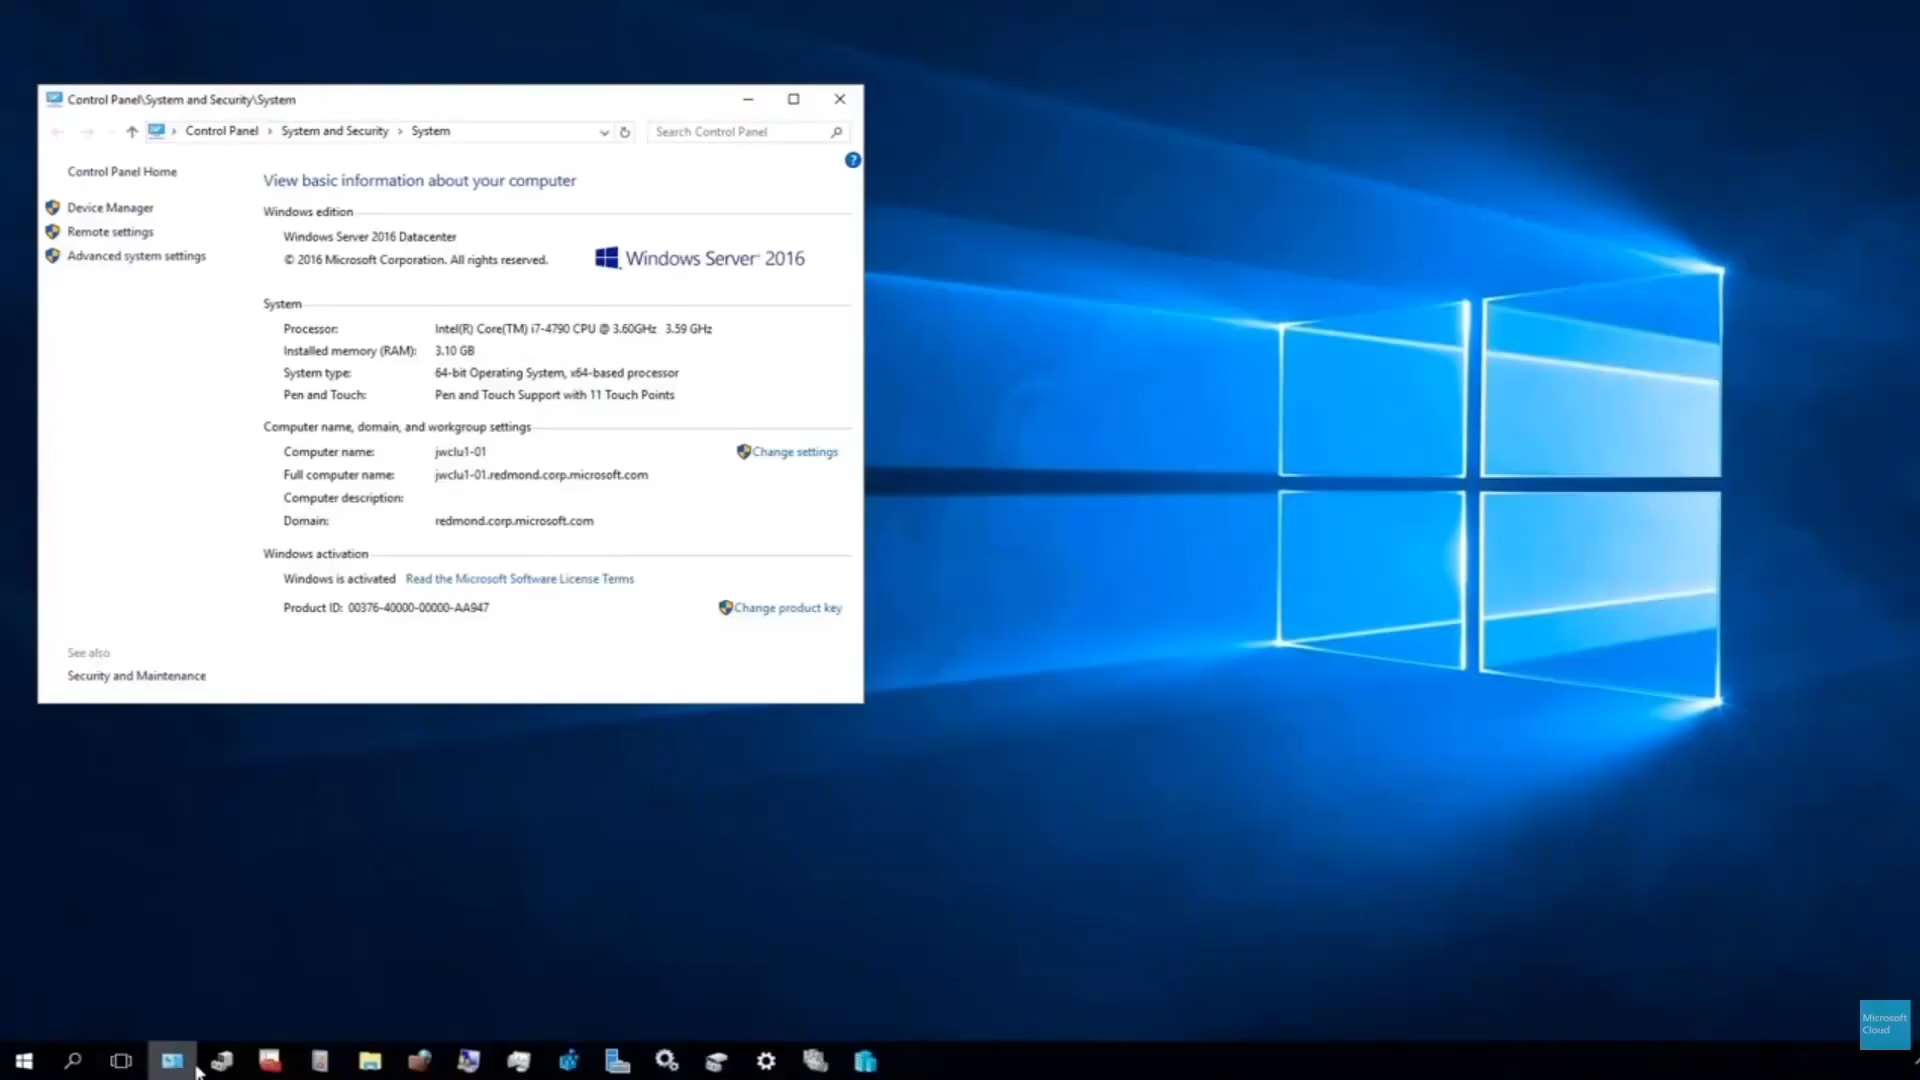 Control Panel\System and Security\System
Control Panel > System and Security > System
Search Control Panel
?
Control Panel Home
Device Manager
Remote settings
Advanced system settings
View basic information about your computer
Windows edition
Windows Server 2016 Datacenter
© 2016 Microsoft Corporation. All rights reserved.
Windows Server 2016
System
Processor: Intel(R) Core(TM) i7-4790 CPU @ 3.60GHz 3.59 GHz
Installed memory (RAM): 3.10 GB
System type: 64-bit Operating System, x64-based processor
Pen and Touch: Pen and Touch Support with 11 Touch Points
Computer name, domain, and workgroup settings
Computer name: jwclu1-01
Change settings
Full computer name: jwclu1-01.redmond.corp.microsoft.com
Computer description:
Domain: redmond.corp.microsoft.com
Windows activation
Windows is activated Read the Microsoft Software License Terms
Product ID: 00376-40000-00000-AA947
Change product key
See also
Security and Maintenance
Microsoft
Cloud